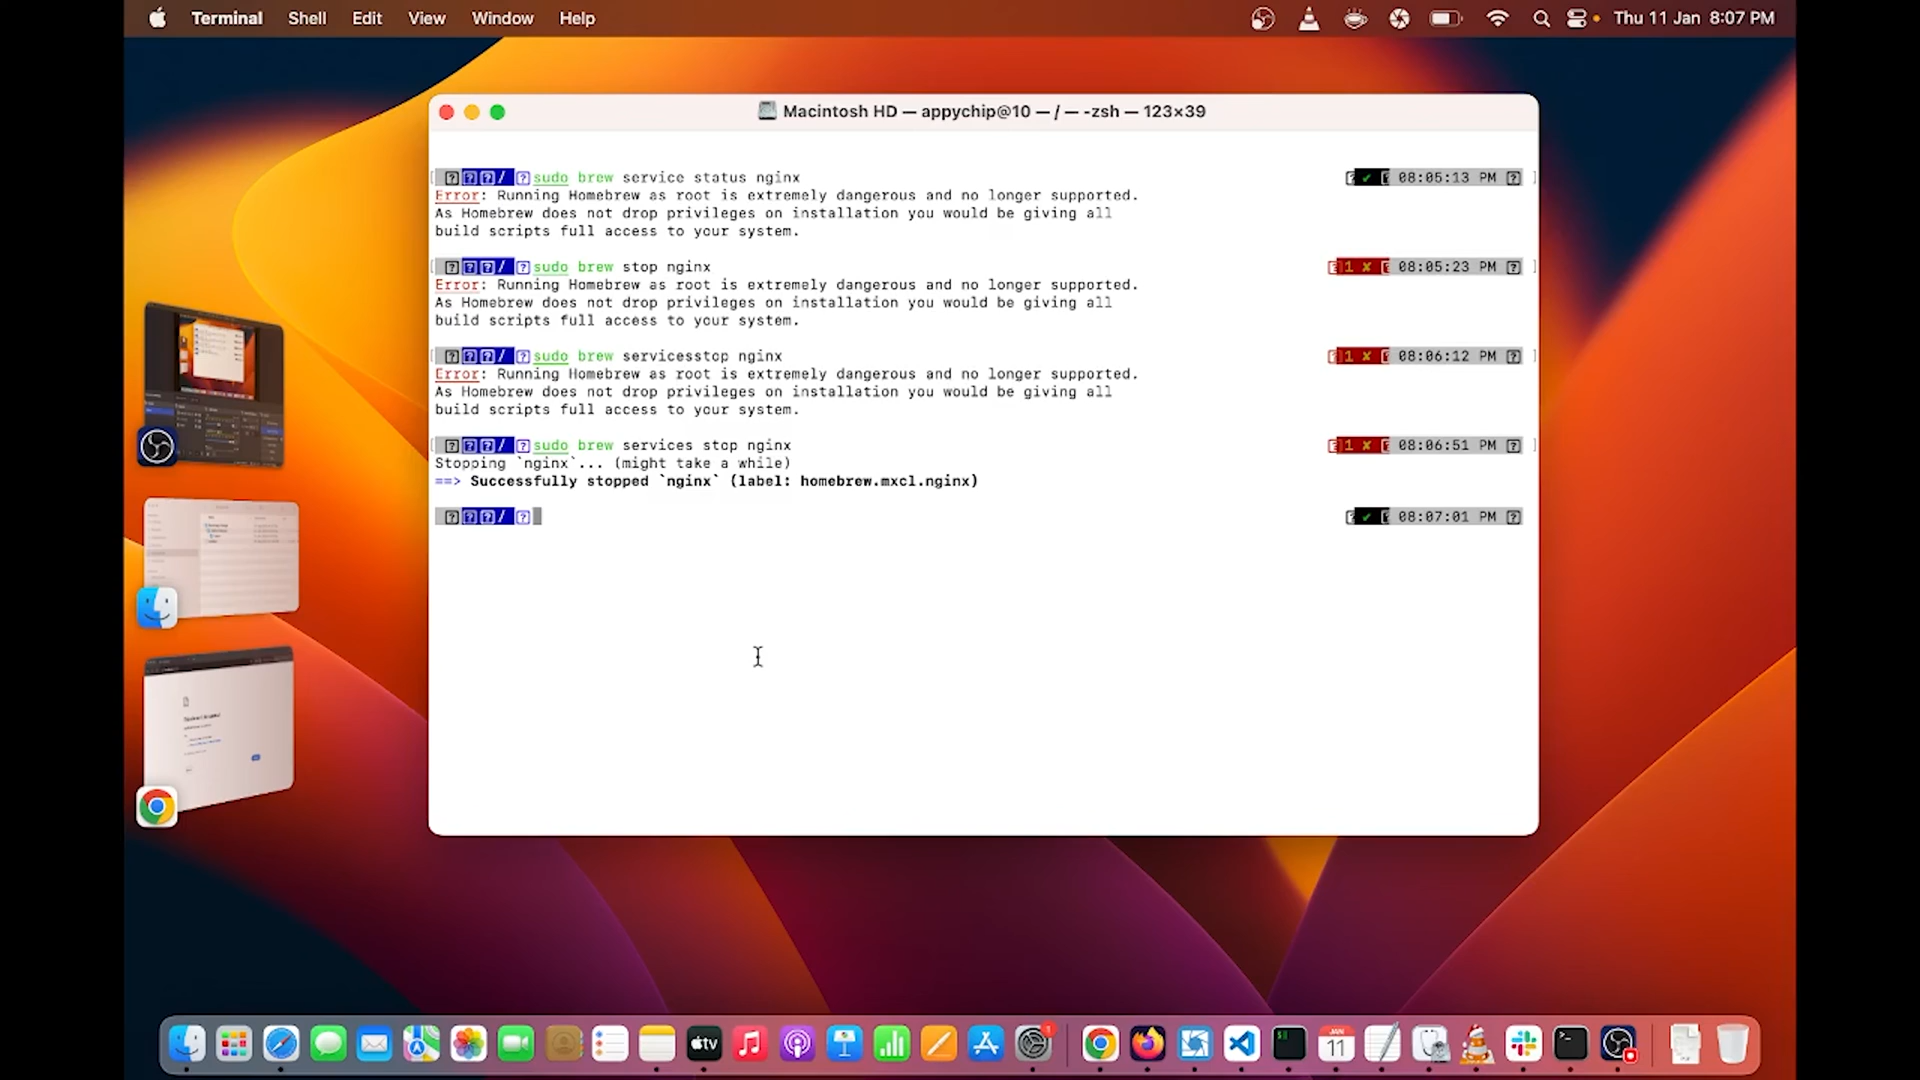 Terminal Shell Edit View Window Help Thu 11 Jan 8:07 PM
Macintosh HD — appychip@10 — / — -zsh — 123×39
/ sudo brew service status nginx ✔ 08:05:13 PM
Error: Running Homebrew as root is extremely dangerous and no longer supported.
As Homebrew does not drop privileges on installation you would be giving all
build scripts full access to your system.
/ sudo brew stop nginx 1 ✘ 08:05:23 PM
Error: Running Homebrew as root is extremely dangerous and no longer supported.
As Homebrew does not drop privileges on installation you would be giving all
build scripts full access to your system.
/ sudo brew servicesstop nginx 1 ✘ 08:06:12 PM
Error: Running Homebrew as root is extremely dangerous and no longer supported.
As Homebrew does not drop privileges on installation you would be giving all
build scripts full access to your system.
/ sudo brew services stop nginx 1 ✘ 08:06:51 PM
Stopping `nginx`... (might take a while)
==> Successfully stopped `nginx` (label: homebrew.mxcl.nginx)
/ ✔ 08:07:01 PM
tv
1
JAN
11